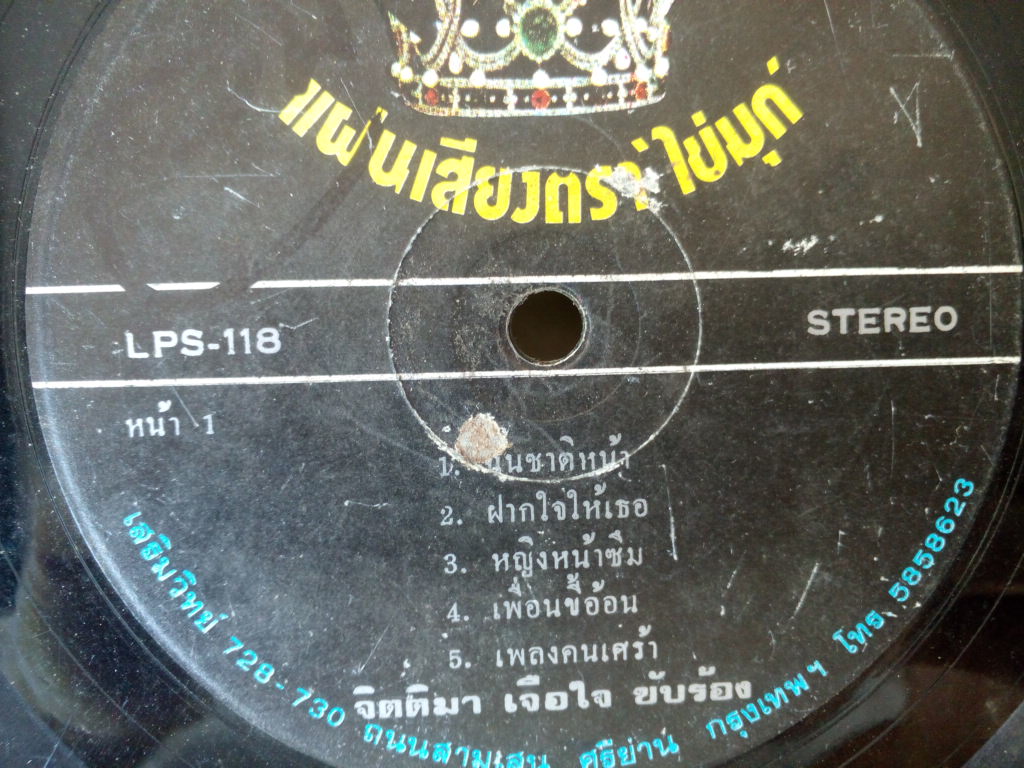 แผ่นเสียงตราไข่มุก
LPS-118
STEREO
หน้า 1
1. ฉันชาติหน้า
2. ฝากใจให้เธอ
3. หญิงหน้าซึม
4. เพื่อนขี้อ้อน
5. เพลงคนเศร้า
จิตติมา เจือใจ ขับร้อง
เสริมวิทย์ 728-730 ถนนสามเสน ศรีย่าน กรุงเทพฯ โทร. 5858623